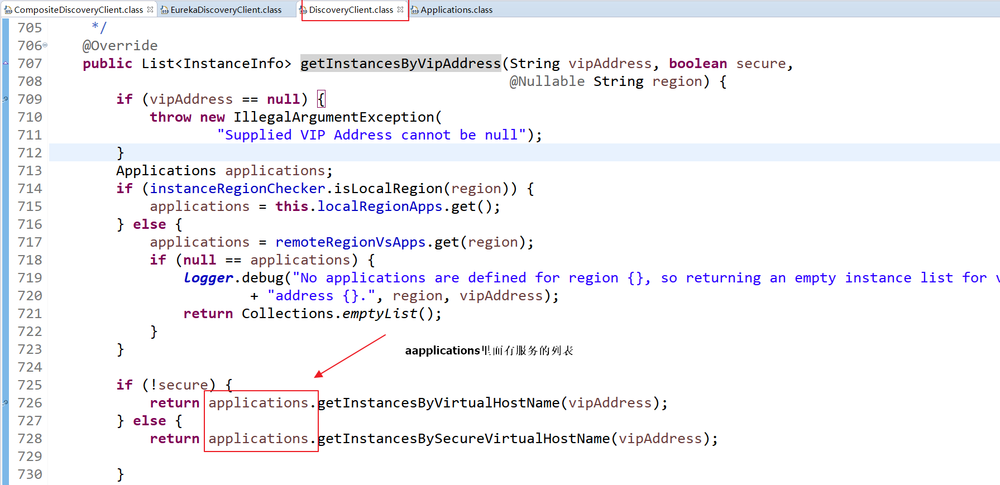 CompositeDiscoveryClient.class EurekaDiscoveryClient.class DiscoveryClient.class Applications.class
705 */
706 @Override
707 public List<InstanceInfo> getInstancesByVipAddress(String vipAddress, boolean secure,
708 @Nullable String region) {
709 if (vipAddress == null) {
710 throw new IllegalArgumentException(
711 "Supplied VIP Address cannot be null");
712 }
713 Applications applications;
714 if (instanceRegionChecker.isLocalRegion(region)) {
715 applications = this.localRegionApps.get();
716 } else {
717 applications = remoteRegionVsApps.get(region);
718 if (null == applications) {
719 logger.debug("No applications are defined for region {}, so returning an empty instance list for v
720 + "address {}.", region, vipAddress);
721 return Collections.emptyList();
722 }
723 }
aapplications里面有服务的列表
724
725 if (!secure) {
726 return applications.getInstancesByVirtualHostName(vipAddress);
727 } else {
728 return applications.getInstancesBySecureVirtualHostName(vipAddress);
729
730 }